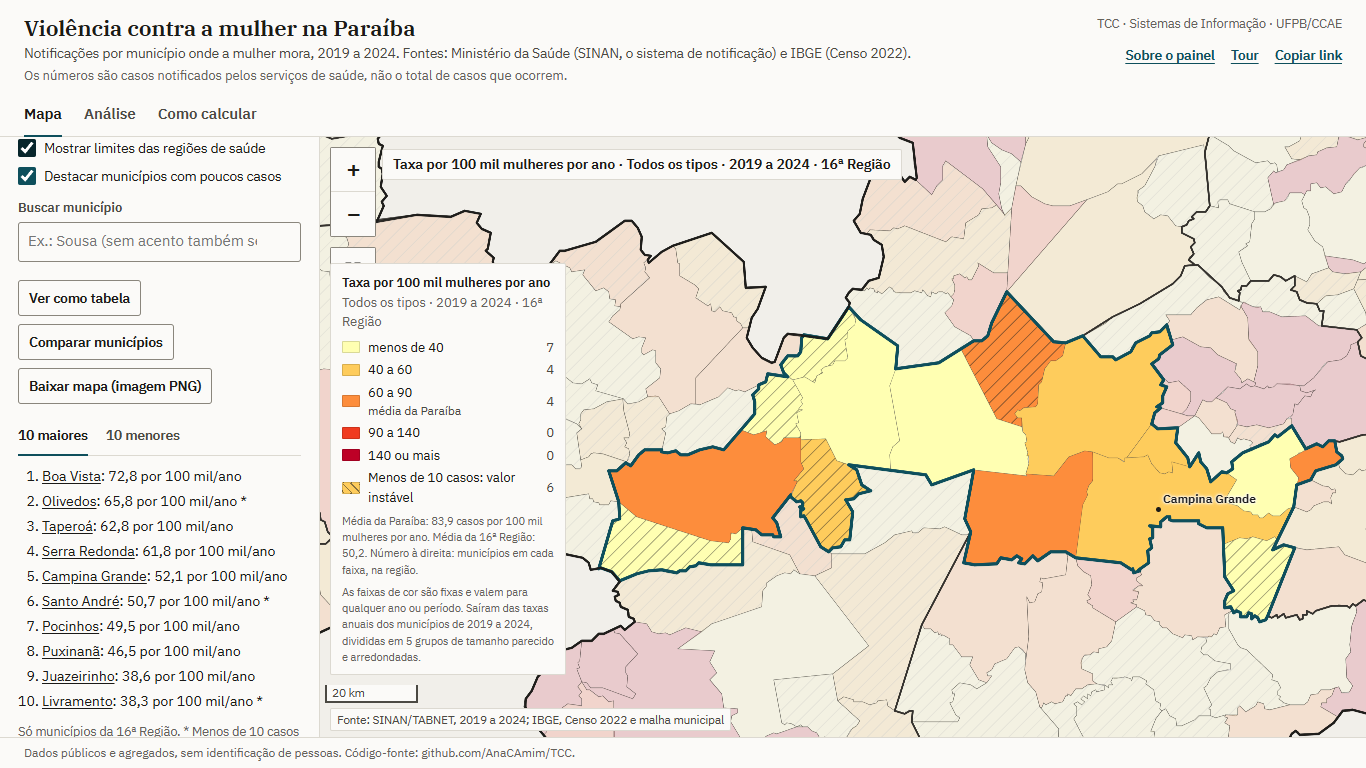 Violência contra a mulher na Paraíba
Notificações por município onde a mulher mora, 2019 a 2024. Fontes: Ministério da Saúde (SINAN, o sistema de notificação) e IBGE (Censo 2022).
Os números são casos notificados pelos serviços de saúde, não o total de casos que ocorrem.
TCC · Sistemas de Informação · UFPB/CCAE
Sobre o painel Tour Copiar link
Mapa Análise Como calcular
Mostrar limites das regiões de saúde
Destacar municípios com poucos casos
Buscar município
Ex.: Sousa (sem acento também
Ver como tabela
Comparar municípios
Baixar mapa (imagem PNG)
10 maiores 10 menores
1. Boa Vista: 72,8 por 100 mil/ano
2. Olivedos: 65,8 por 100 mil/ano *
3. Taperoá: 62,8 por 100 mil/ano
4. Serra Redonda: 61,8 por 100 mil/ano
5. Campina Grande: 52,1 por 100 mil/ano
6. Santo André: 50,7 por 100 mil/ano *
7. Pocinhos: 49,5 por 100 mil/ano
8. Puxinanã: 46,5 por 100 mil/ano
9. Juazeirinho: 38,6 por 100 mil/ano
10. Livramento: 38,3 por 100 mil/ano *
Só municípios da 16ª Região. * Menos de 10 casos
+
−
Taxa por 100 mil mulheres por ano · Todos os tipos · 2019 a 2024 · 16ª Região
Taxa por 100 mil mulheres por ano
Todos os tipos · 2019 a 2024 · 16ª
Região
menos de 40 7
40 a 60 4
60 a 90 4
média da Paraíba
90 a 140 0
140 ou mais 0
Menos de 10 casos: valor
instável 6
Média da Paraíba: 83,9 casos por 100 mil
mulheres por ano. Média da 16ª Região:
50,2. Número à direita: municípios em cada
faixa, na região.
As faixas de cor são fixas e valem para
qualquer ano ou período. Saíram das taxas
anuais dos municípios de 2019 a 2024,
divididas em 5 grupos de tamanho parecido
e arredondadas.
Campina Grande
20 km
Fonte: SINAN/TABNET, 2019 a 2024; IBGE, Censo 2022 e malha municipal
Dados públicos e agregados, sem identificação de pessoas. Código-fonte: github.com/AnaCAmim/TCC.